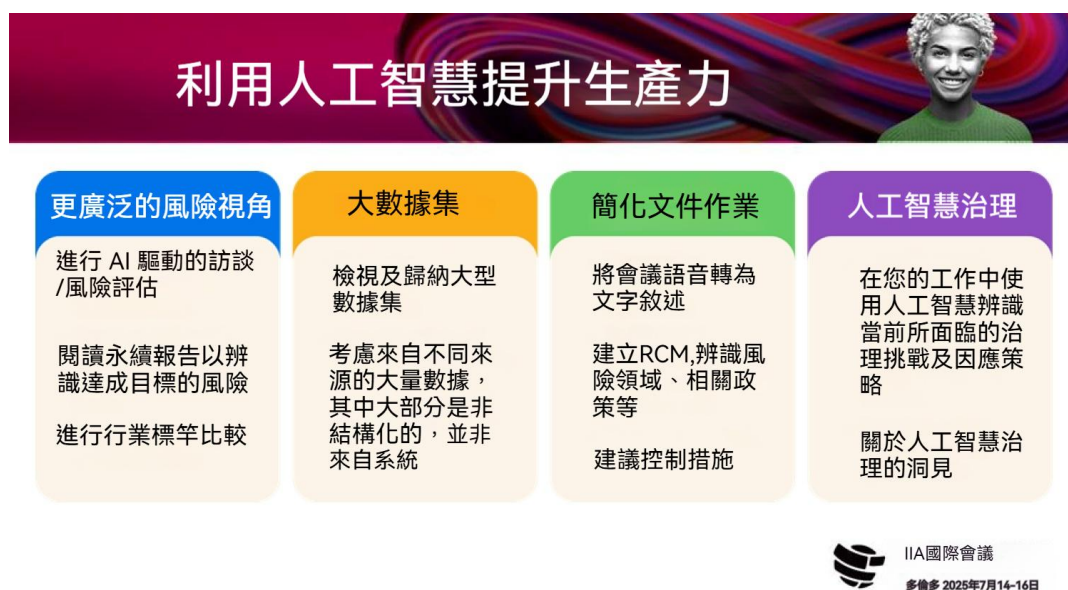 利用人工智慧提升生產力
更廣泛的風險視角
進行 AI 驅動的訪談
/風險評估
閱讀永續報告以辨
識達成目標的風險
進行行業標竿比較
大數據集
檢視及歸納大型
數據集
考慮來自不同來
源的大量數據，
其中大部分是非
結構化的，並非
來自系統
簡化文件作業
將會議語音轉為
文字敘述
建立RCM,辨識風
險領域、相關政
策等
建議控制措施
人工智慧治理
在您的工作中使
用人工智慧辨識
當前所面臨的治
理挑戰及因應策
略
關於人工智慧治
理的洞見
IIA國際會議
多倫多 2025年7月14-16日